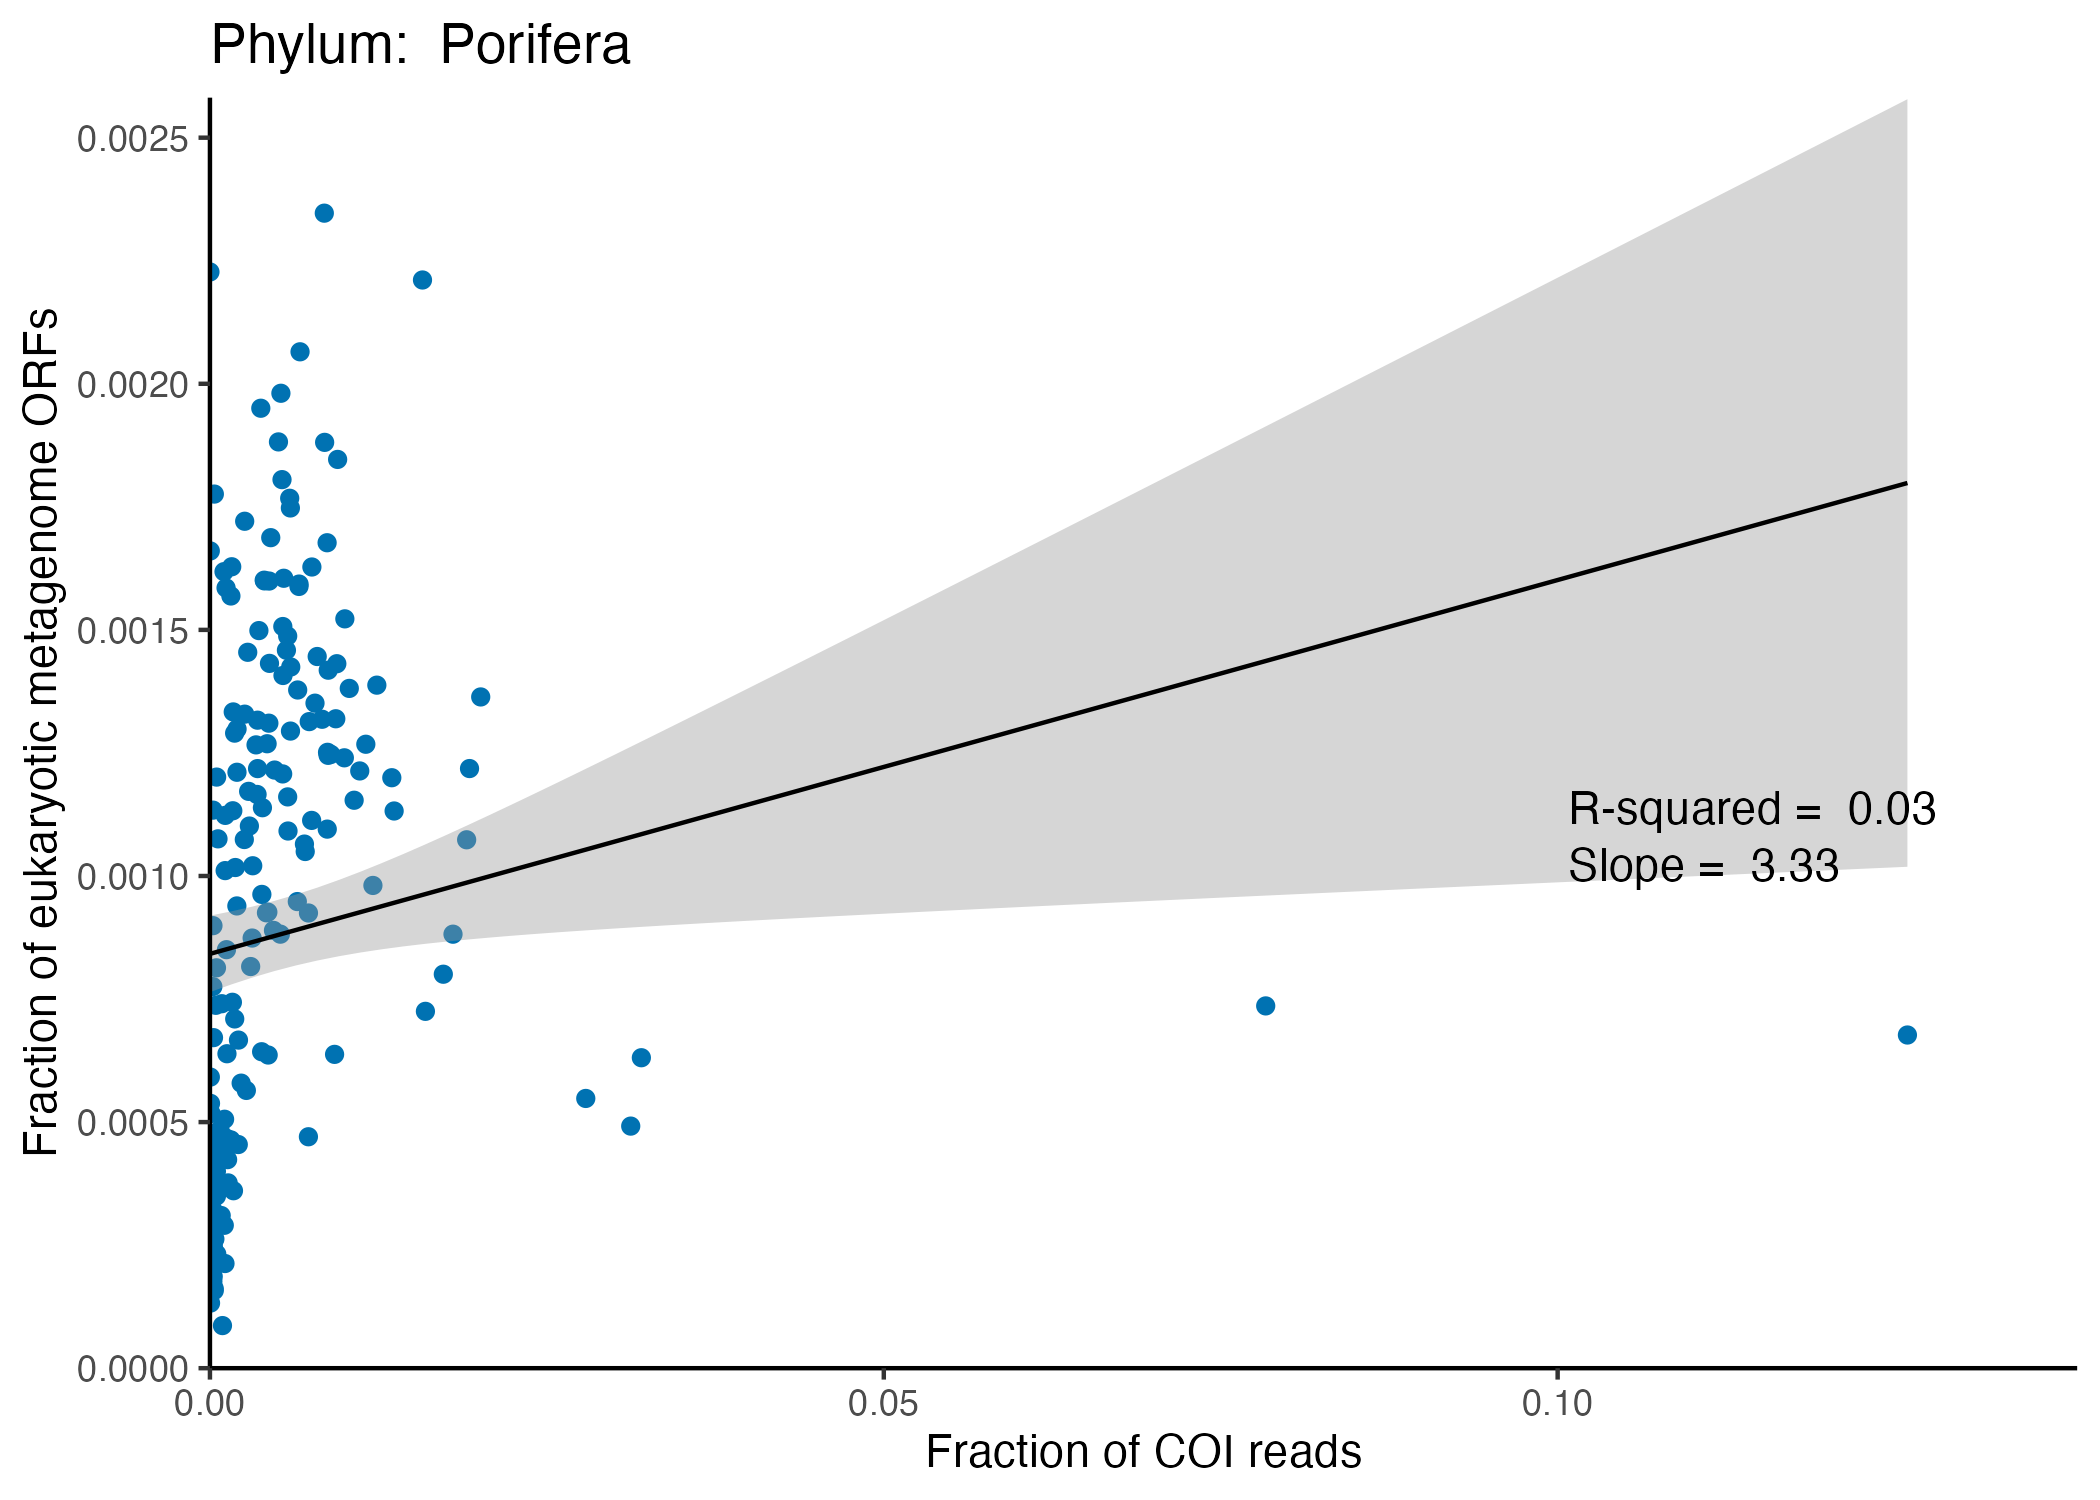 Phylum:  Porifera
Fraction of eukaryotic metagenome ORFs
0.0025
0.0020
0.0015
0.0010
0.0005
0.0000
R-squared =  0.03
Slope =  3.33
0.00
0.05
0.10
Fraction of COI reads